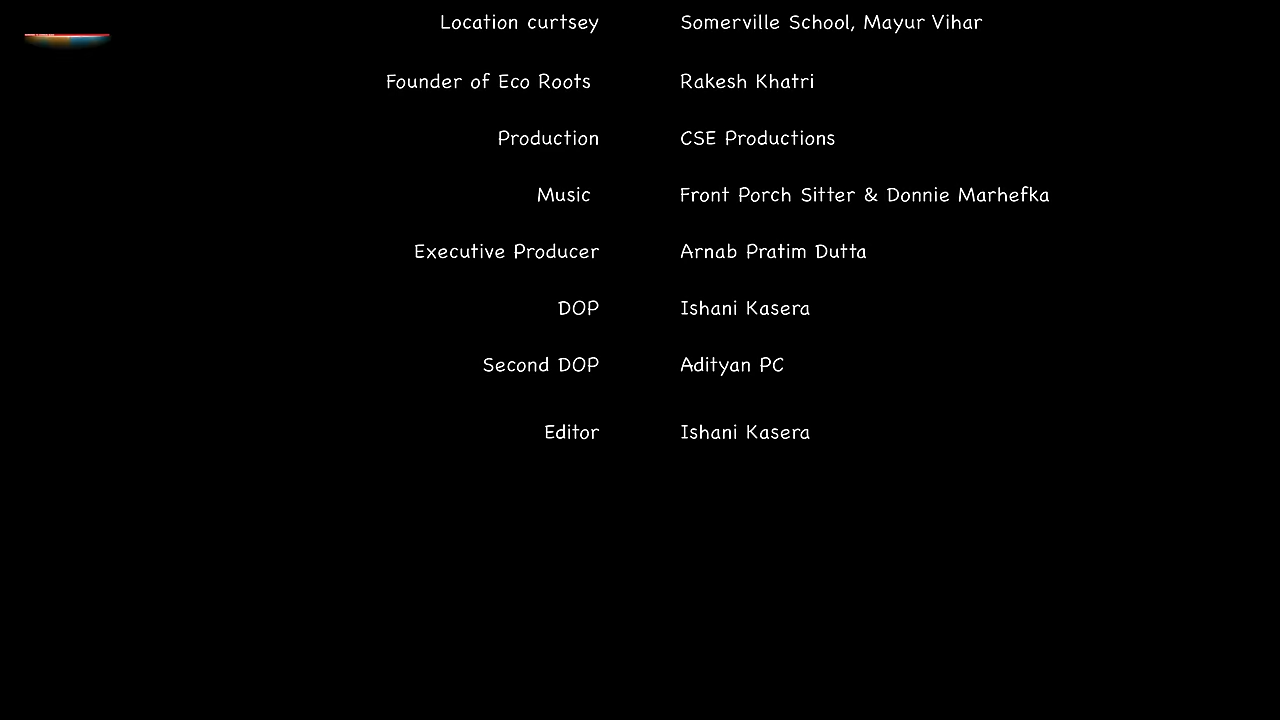 Location curtsey Somerville School, Mayur Vihar
Founder of Eco Roots Rakesh Khatri
Production CSE Productions
Music Front Porch Sitter & Donnie Marhefka
Executive Producer Arnab Pratim Dutta
DOP Ishani Kasera
Second DOP Adityan PC
Editor Ishani Kasera